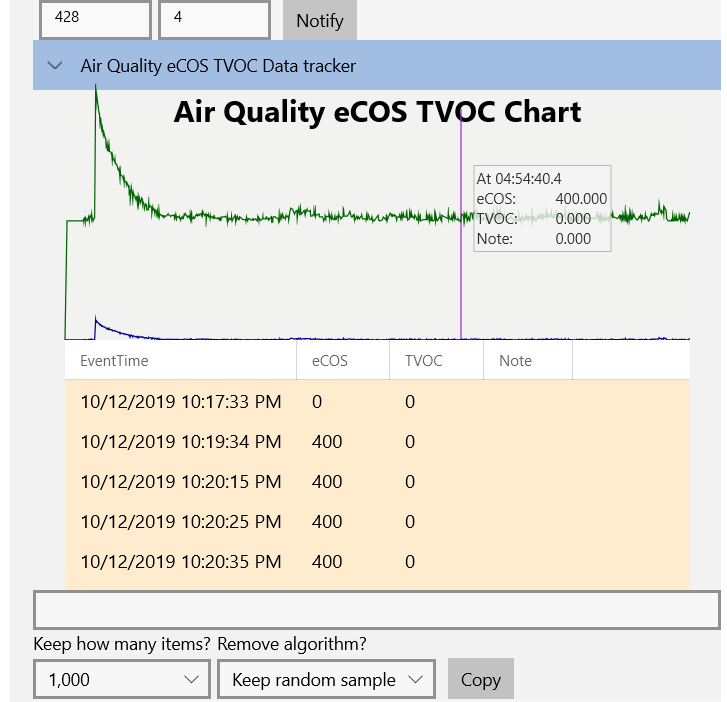 428 4 Notify
Air Quality eCOS TVOC Data tracker
Air Quality eCOS TVOC Chart
At 04:54:40.4
eCOS: 400.000
TVOC: 0.000
Note: 0.000
EventTime eCOS TVOC Note
10/12/2019 10:17:33 PM 0 0
10/12/2019 10:19:34 PM 400 0
10/12/2019 10:20:15 PM 400 0
10/12/2019 10:20:25 PM 400 0
10/12/2019 10:20:35 PM 400 0
Keep how many items? Remove algorithm?
1,000 Keep random sample Copy